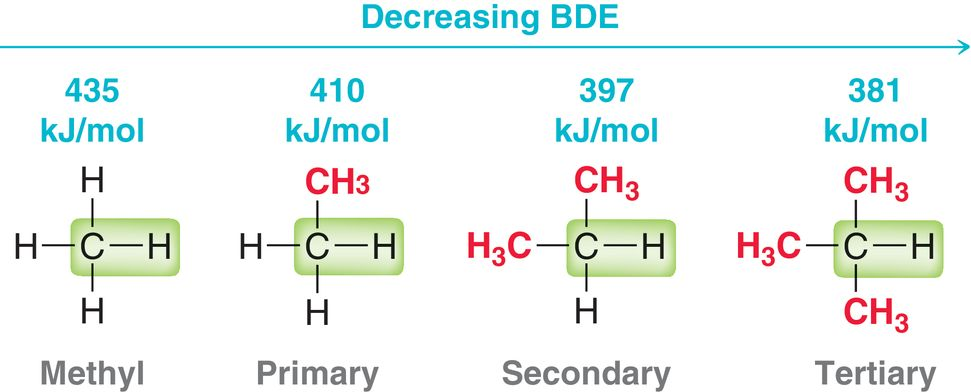 Decreasing BDE
435 410 397 381
kJ/mol kJ/mol kJ/mol kJ/mol
H CH3 CH₃ CH₃
H C H H C H H₃C C H H₃C C H
H H H CH₃
Methyl Primary Secondary Tertiary